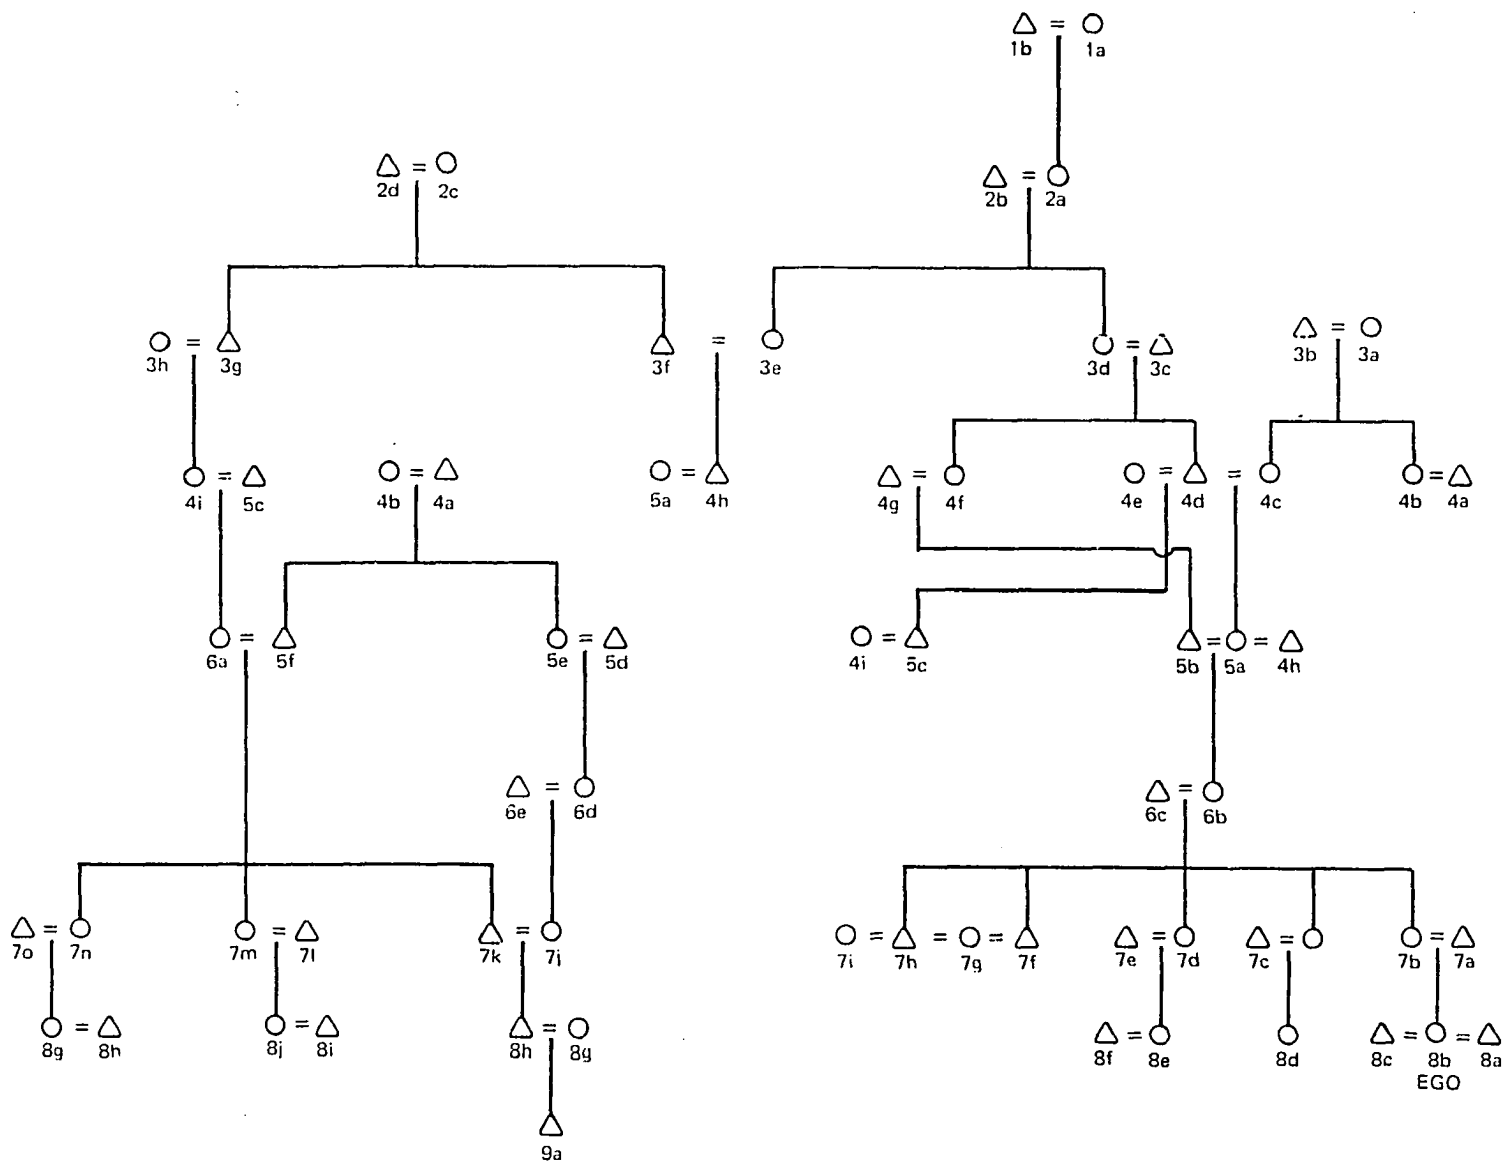 1b 1a
2d 2c 2b 2a
3h 3g 3f 3e 3d 3c 3b 3a
4i 5c 4b 4a 5a 4h 4g 4f 4e 4d 4c 4b 4a
6a 5f 5e 5d 4i 5c 5b 5a 4h
6e 6d 6c 6b
7o 7n 7m 7l 7k 7j 7i 7h 7g 7f 7e 7d 7c 7b 7a
8g 8h 8j 8i 8h 8g 8f 8e 8d 8c 8b 8a
EGO
9a